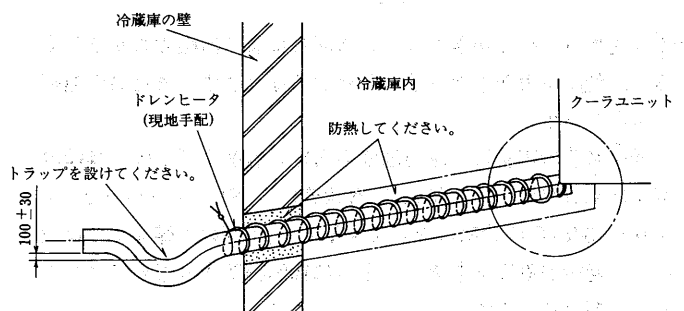 冷蔵庫の壁
冷蔵庫内
クーラユニット
ドレンヒータ
(現地手配)
防熱してください。
トラップを設けてください。
100±30